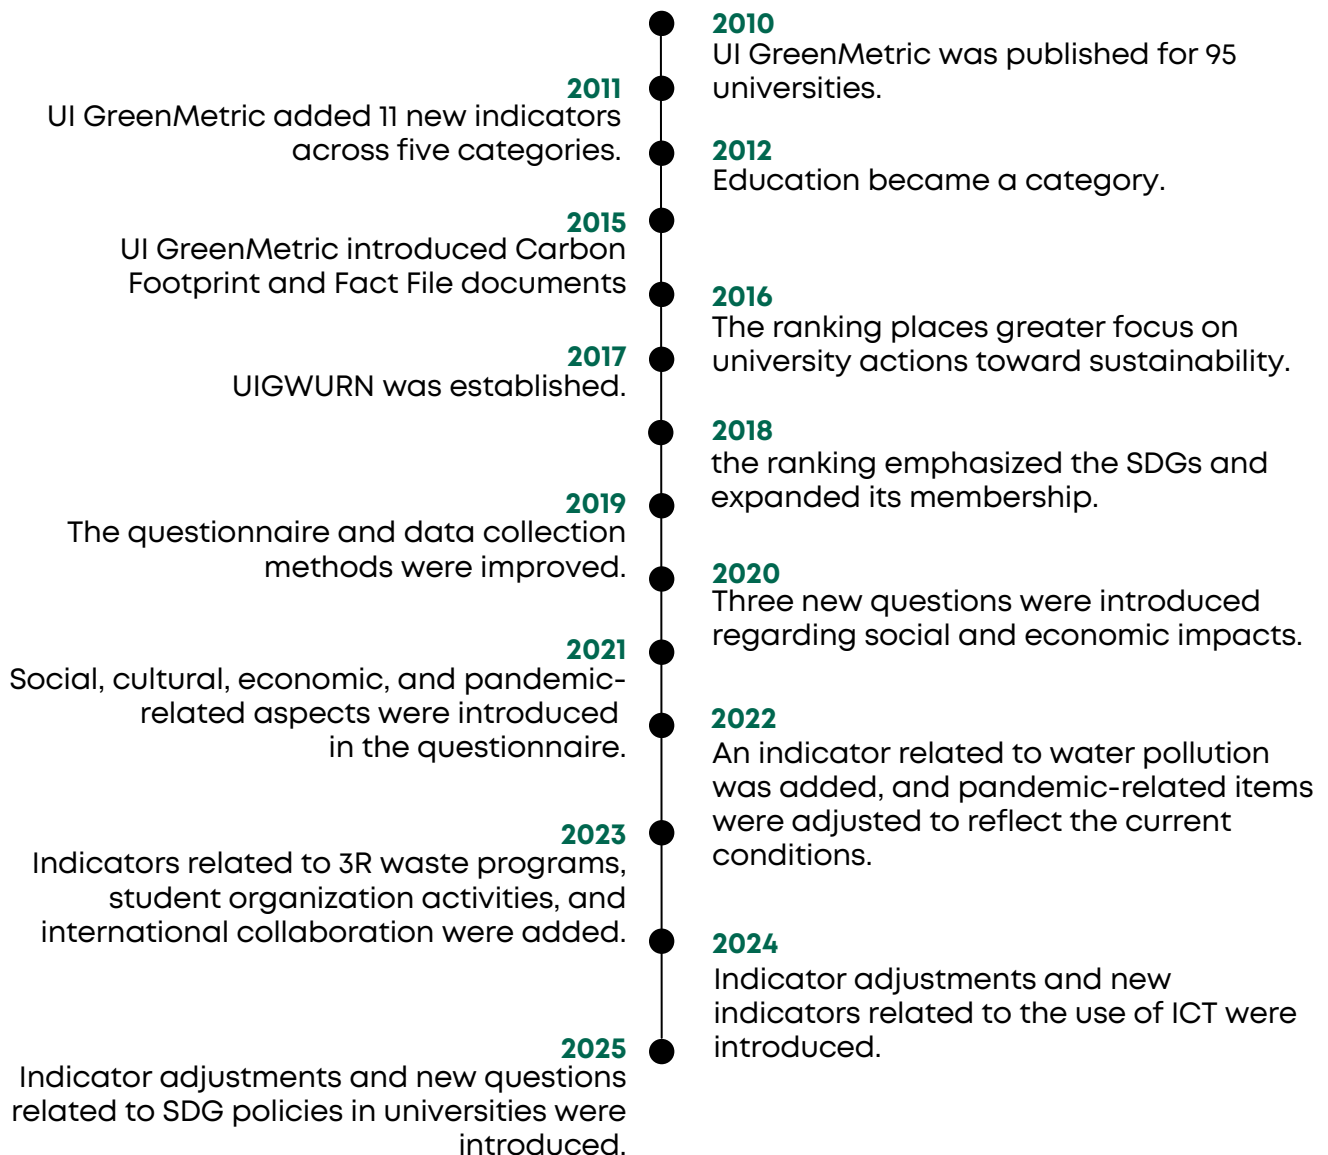 2010
UI GreenMetric was published for 95
universities.
2011
UI GreenMetric added 11 new indicators
across five categories.
2012
Education became a category.
2015
UI GreenMetric introduced Carbon
Footprint and Fact File documents
2016
The ranking places greater focus on
university actions toward sustainability.
2017
UIGWURN was established.
2018
the ranking emphasized the SDGs and
expanded its membership.
2019
The questionnaire and data collection
methods were improved.
2020
Three new questions were introduced
regarding social and economic impacts.
2021
Social, cultural, economic, and pandemic-
related aspects were introduced
in the questionnaire.
2022
An indicator related to water pollution
was added, and pandemic-related items
were adjusted to reflect the current
conditions.
2023
Indicators related to 3R waste programs,
student organization activities, and
international collaboration were added.
2024
Indicator adjustments and new
indicators related to the use of ICT were
introduced.
2025
Indicator adjustments and new questions
related to SDG policies in universities were
introduced.